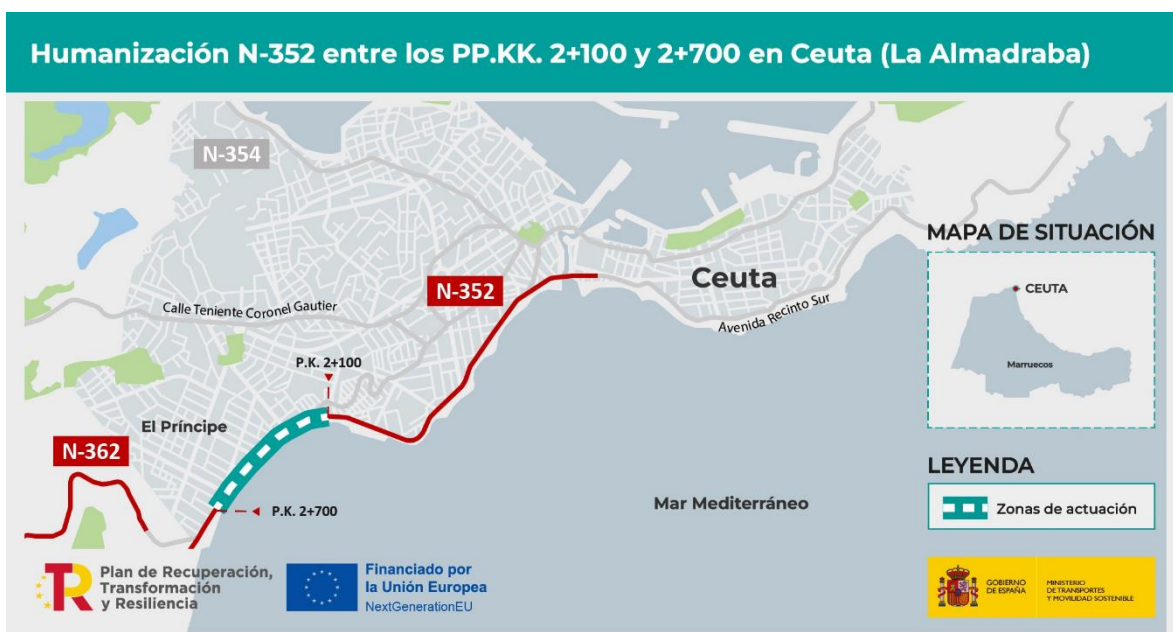 Humanización N-352 entre los PP.KK. 2+100 y 2+700 en Ceuta (La Almadraba)
N-354
MAPA DE SITUACIÓN
CEUTA
Marruecos
Ceuta
N-352
Calle Teniente Coronel Gautier
Avenida Recinto Sur
P.K. 2+100
El Príncipe
N-362
P.K. 2+700
Mar Mediterráneo
LEYENDA
Zonas de actuación
Plan de Recuperación,
Transformación
y Resiliencia
Financiado por
la Unión Europea
NextGenerationEU
GOBIERNO
DE ESPAÑA
MINISTERIO
DE TRANSPORTES
Y MOVILIDAD SOSTENIBLE